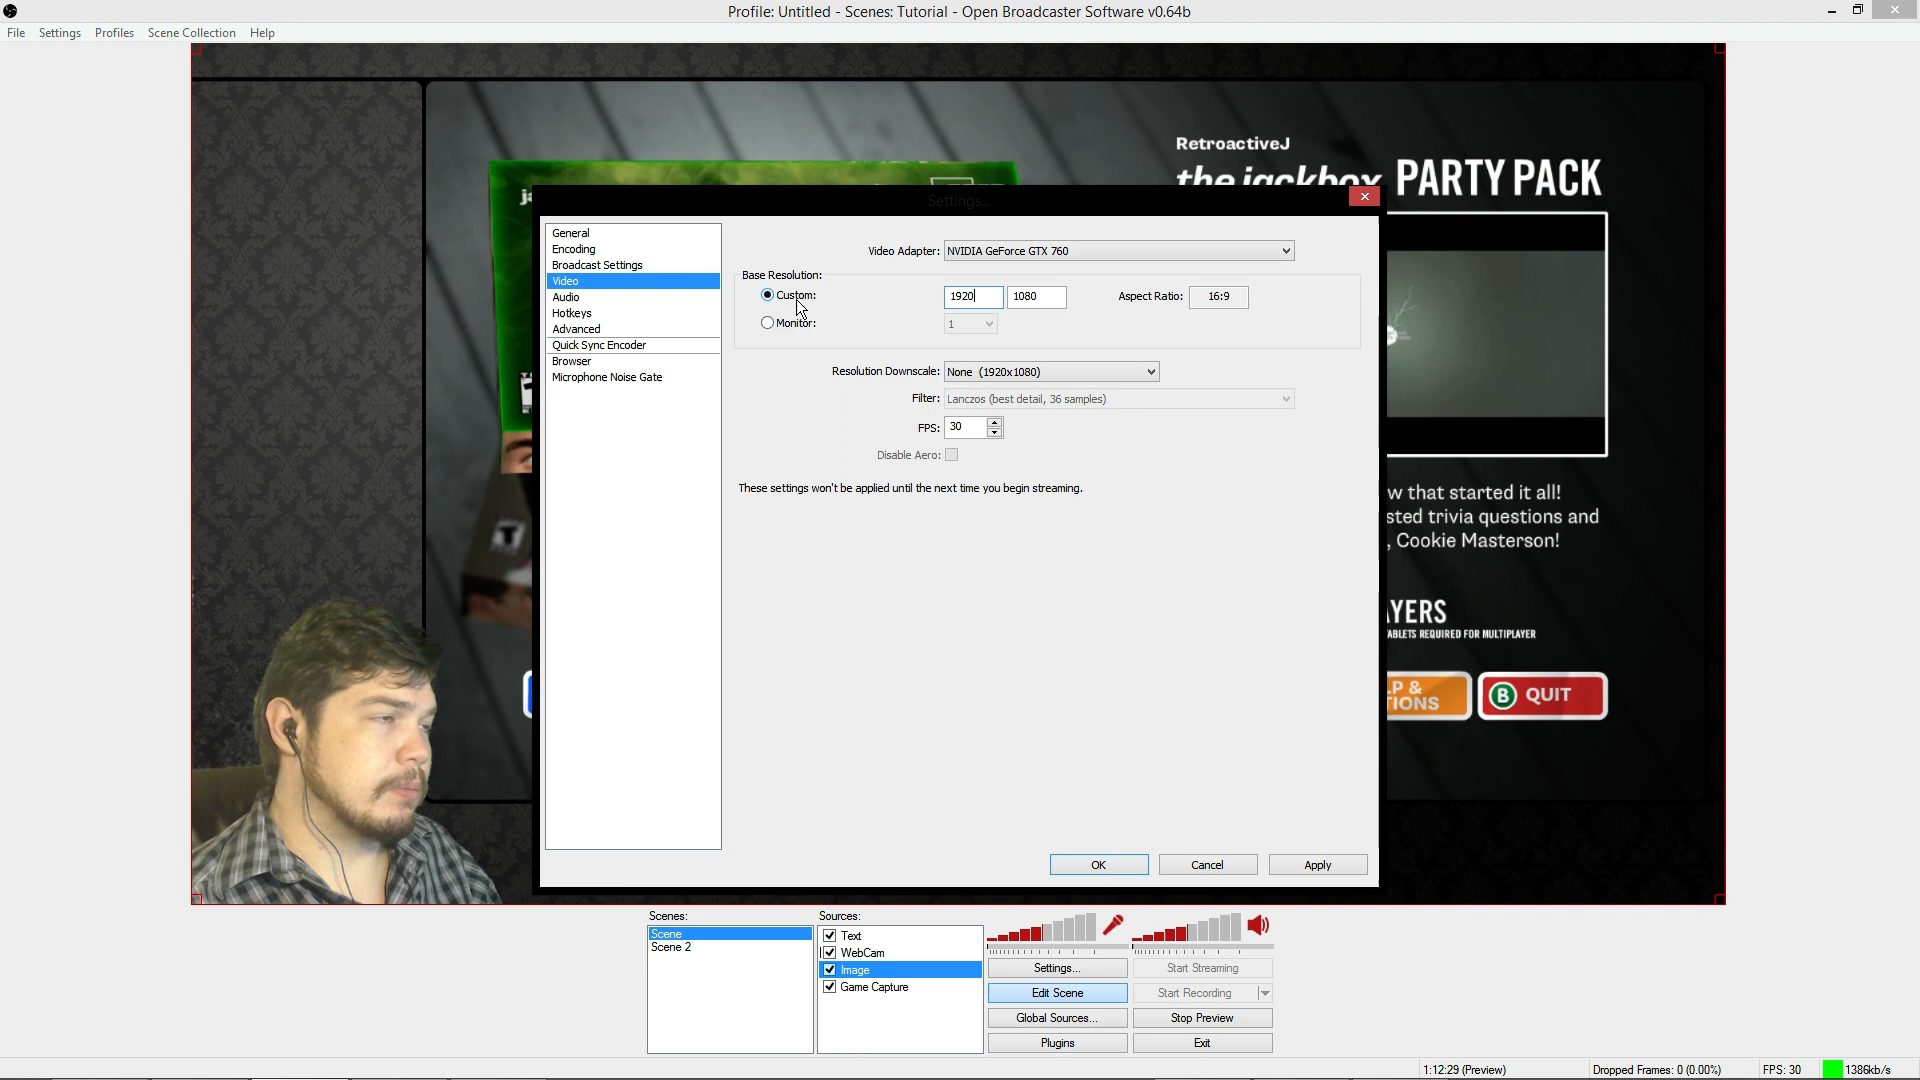 Profile: Untitled - Scenes: Tutorial - Open Broadcaster Software v0.64b
File Settings Profiles Scene Collection Help
RetroactiveJ
the jackbox PARTY PACK
Settings...
General
Encoding
Broadcast Settings
Video
Audio
Hotkeys
Advanced
Quick Sync Encoder
Browser
Microphone Noise Gate
Video Adapter: NVIDIA GeForce GTX 760
Base Resolution:
Custom: 1920 1080 Aspect Ratio: 16:9
Monitor: 1
Resolution Downscale: None (1920x1080)
Filter: Lanczos (best detail, 36 samples)
FPS: 30
Disable Aero:
These settings won't be applied until the next time you begin streaming.
OK Cancel Apply
w that started it all!
sted trivia questions and
, Cookie Masterson!
YERS
ABLETS REQUIRED FOR MULTIPLAYER
LP &
TIONS
B QUIT
T
Scenes:
Scene
Scene 2
Sources:
Text
WebCam
Image
Game Capture
Settings... Start Streaming
Edit Scene Start Recording
Global Sources... Stop Preview
Plugins Exit
1:12:29 (Preview) Dropped Frames: 0 (0.00%) FPS: 30 1386kb/s